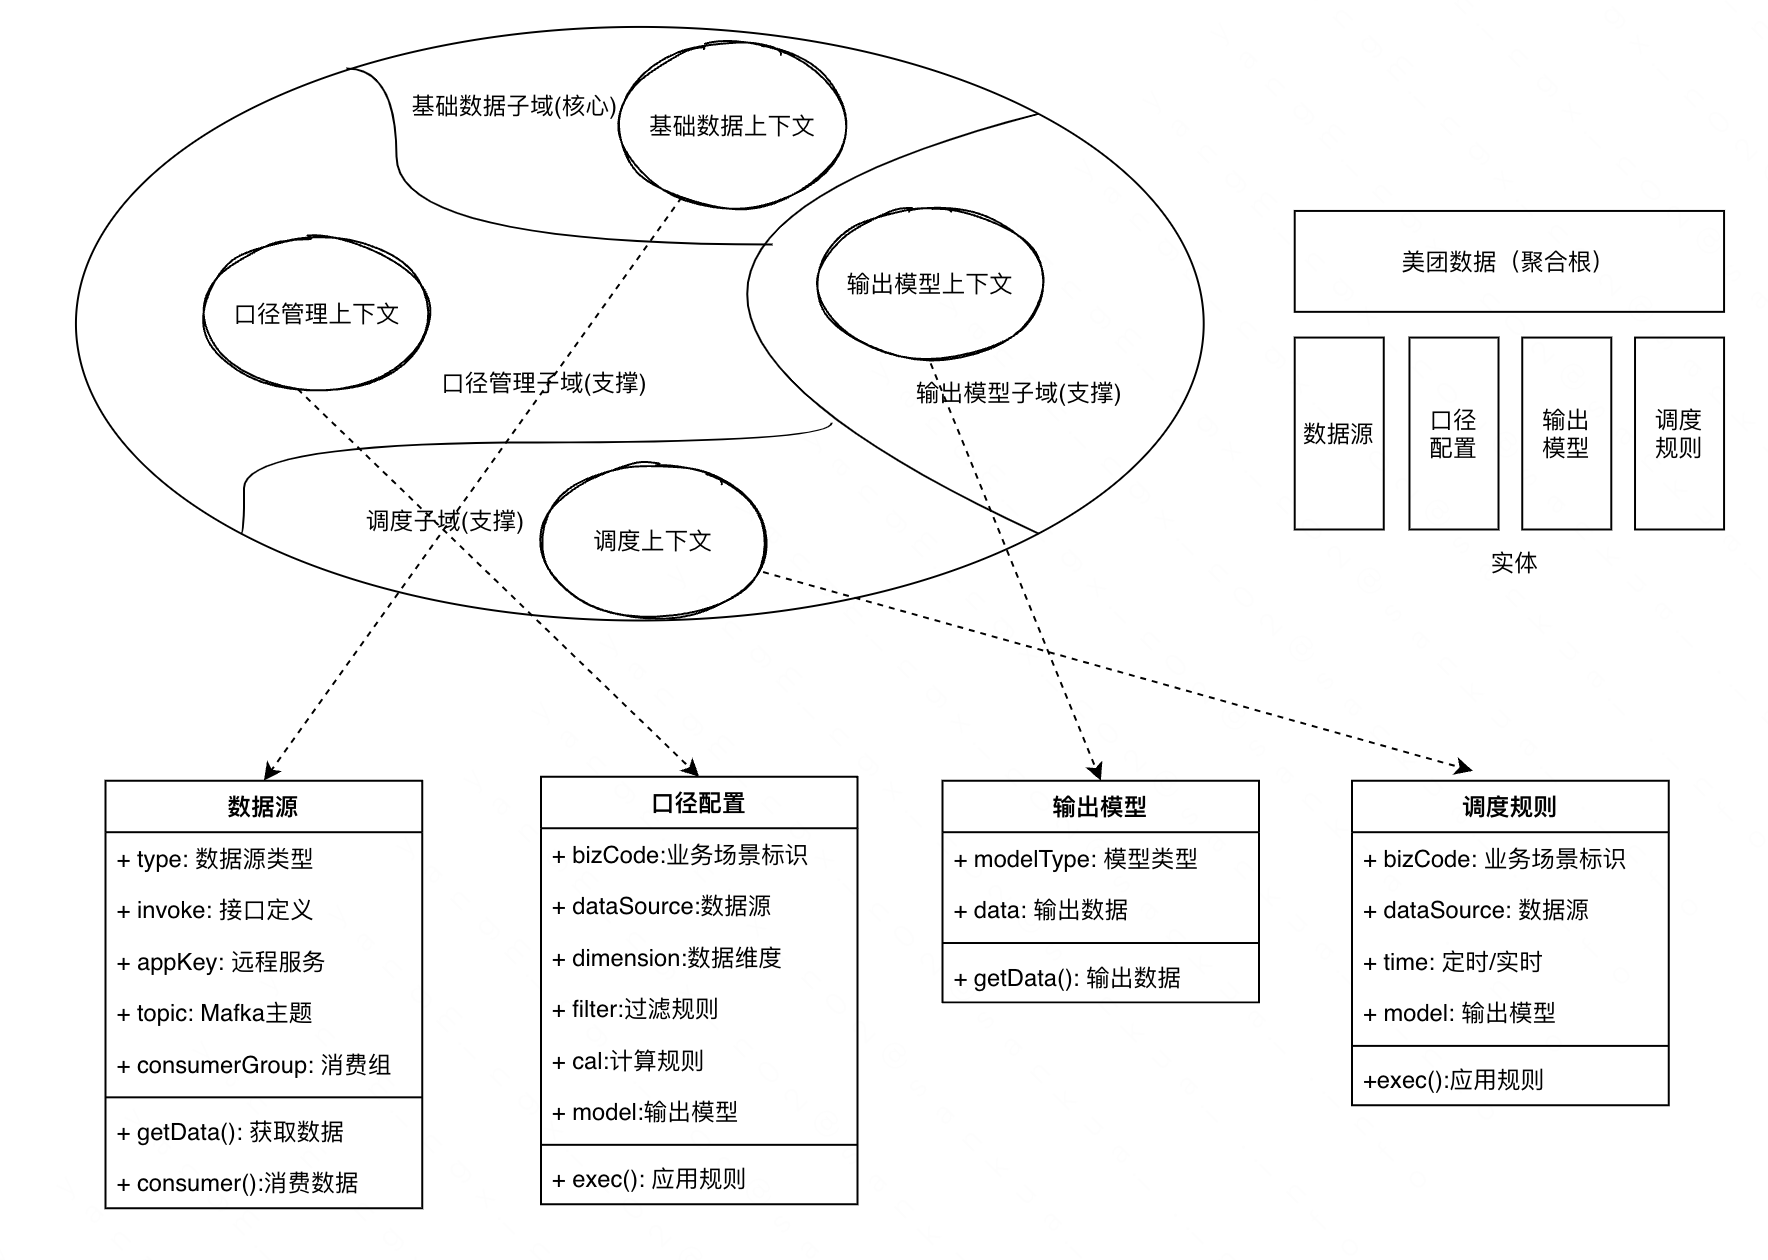 基础数据子域(核心)
基础数据上下文
口径管理上下文
输出模型上下文
口径管理子域(支撑)
输出模型子域(支撑)
调度子域(支撑)
调度上下文
美团数据（聚合根）
数据源
口径
配置
输出
模型
调度
规则
实体
数据源
+ type: 数据源类型
+ invoke: 接口定义
+ appKey: 远程服务
+ topic: Mafka主题
+ consumerGroup: 消费组
+ getData(): 获取数据
+ consumer():消费数据
口径配置
+ bizCode:业务场景标识
+ dataSource:数据源
+ dimension:数据维度
+ filter:过滤规则
+ cal:计算规则
+ model:输出模型
+ exec(): 应用规则
输出模型
+ modelType: 模型类型
+ data: 输出数据
+ getData(): 输出数据
调度规则
+ bizCode: 业务场景标识
+ dataSource: 数据源
+ time: 定时/实时
+ model: 输出模型
+exec():应用规则